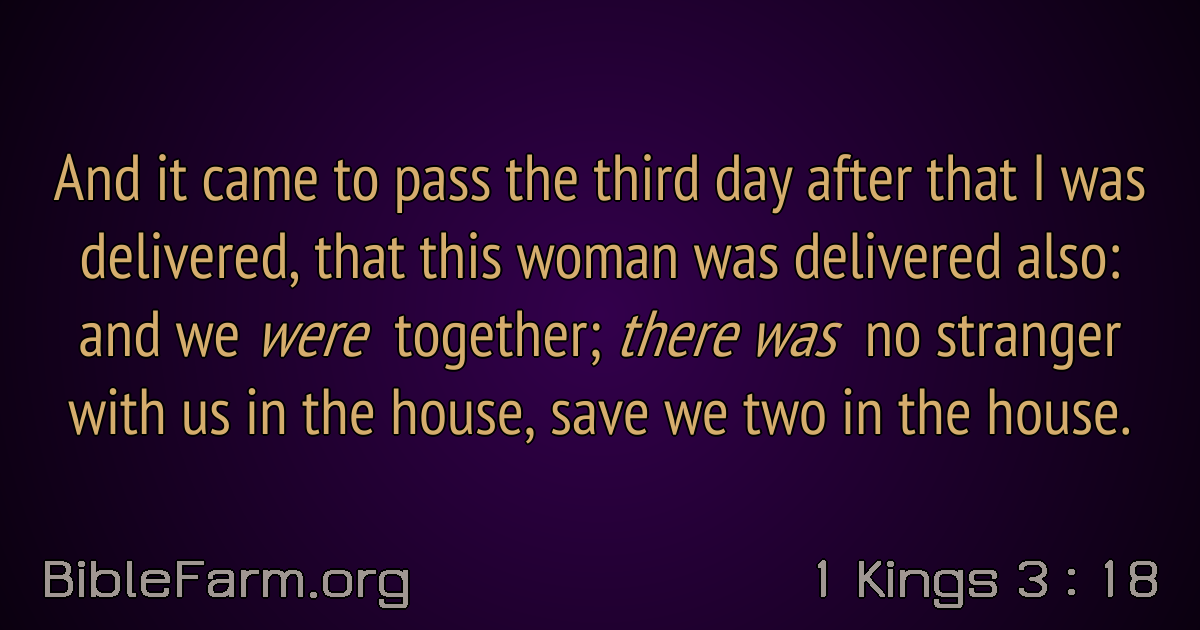 And it came to pass the third day after that I was
delivered, that this woman was delivered also:
and we were together; there was no stranger
with us in the house, save we two in the house.
BibleFarm.org
1 Kings 3 : 18